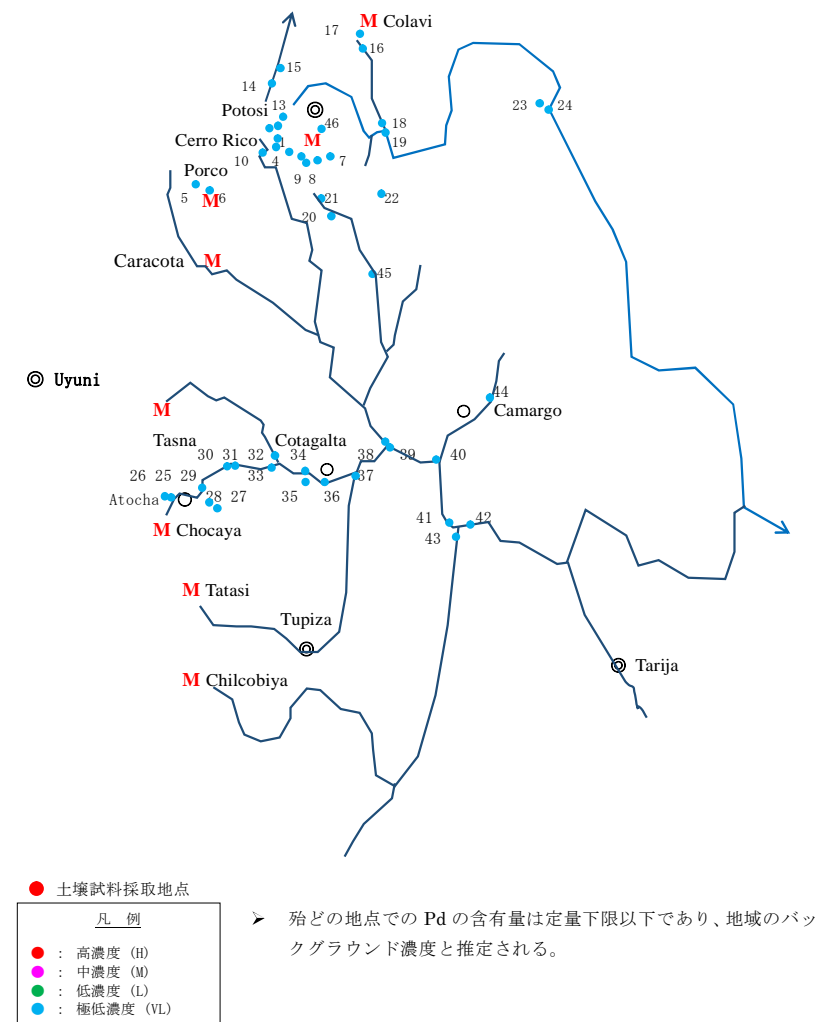 17 M Colavi
16
15
14
Potosi 13
23 24
46
18
Cerro Rico 1 M
19
10 4 9 8 7
Porco
5 6
M
21
22
20
Caracota M
45
Uyuni
M
44
Camargo
Tasna Cotagalta
30 31 32 34 38 39 40
33 37
26 25 29
35 36
Atocha 28 27
M Chocaya
41 42
43
M Tatasi
Tupiza
Tarija
M Chilcobiya
土壌試料採取地点
凡 例
: 高濃度 (H)
: 中濃度 (M)
: 低濃度 (L)
: 極低濃度 (VL)
➢ 殆どの地点での Pd の含有量は定量下限以下であり、地域のバッ
クグラウンド濃度と推定される。